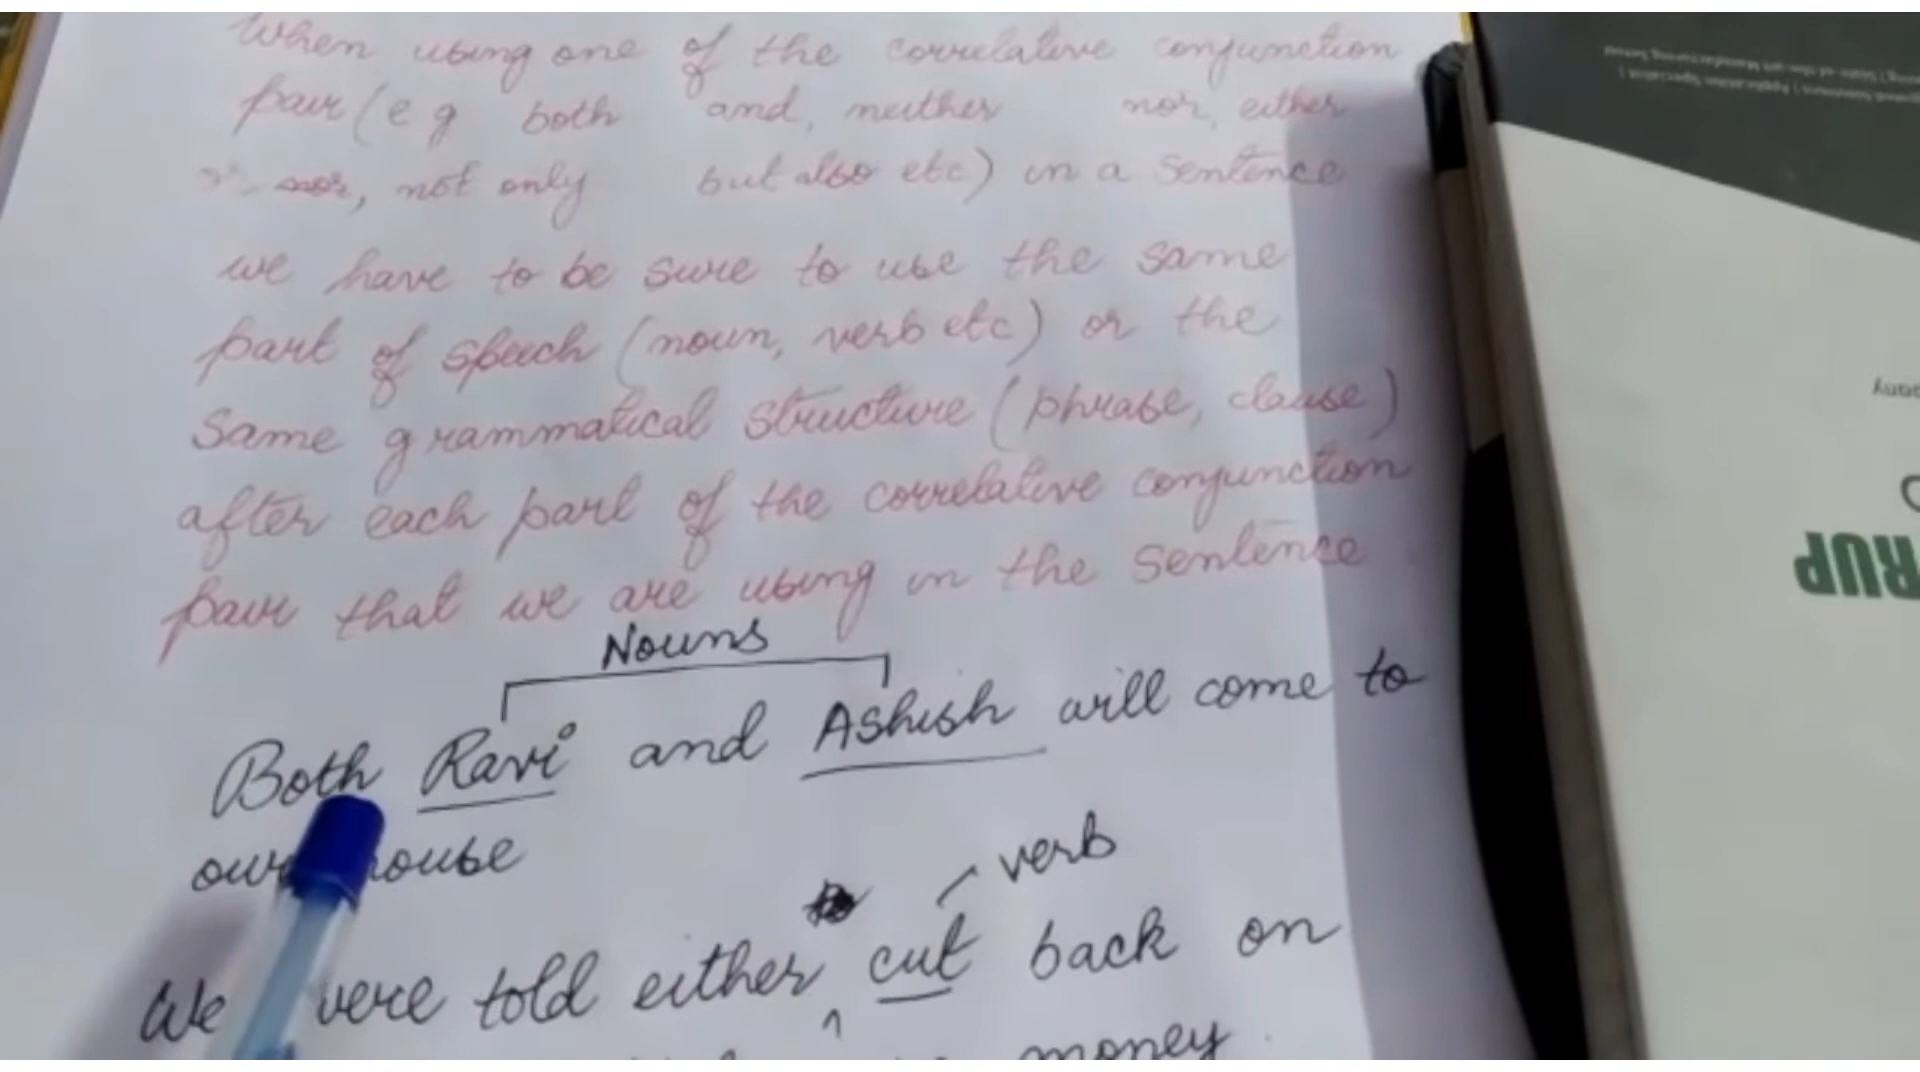 When using one of the correlative conjunction
pair (e g both and, neither nor, either
nor, not only but also etc) in a sentence
we have to be sure to use the same
part of speech (noun, verb etc) or the
same grammatical structure (phrase, clause)
after each part of the correlative conjunction
pair that we are using in the sentence
Nouns
Both Ravi and Ashish will come to
our house
verb
We were told either cut back on
money.
RUP